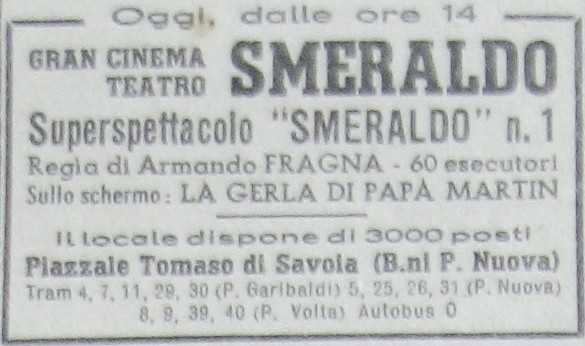 Oggi, dalle ore 14
GRAN CINEMA TEATRO SMERALDO
Superspettacolo "SMERALDO" n. 1
Regìa di Armando FRAGNA - 60 esecutori
Sullo schermo: LA GERLA DI PAPÀ MARTIN
Il locale dispone di 3000 posti
Piazzale Tomaso di Savoia (B.ni P. Nuova)
Tram 4, 7, 11, 29, 30 (P. Garibaldi) 5, 25, 26, 31 (P. Nuova)
8, 9, 39, 40 (P. Volta) Autobus O